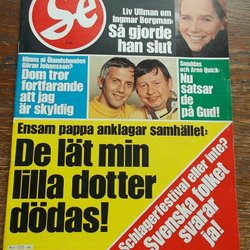 Se
Liv Ullman om
Ingmar Bergman:
Så gjorde
han slut
Minns ni Ölandsbonden
Göran Johansson?
Dom tror
fortfarande
att jag
är skyldig
Snoddas
och Arne Quick:
Nu
satsar
de
på Gud!
Ensam pappa anklagar samhället:
De lät min
lilla dotter
dödas!
Schlagerfestival eller inte?
Svenska folket
svarar
ja!